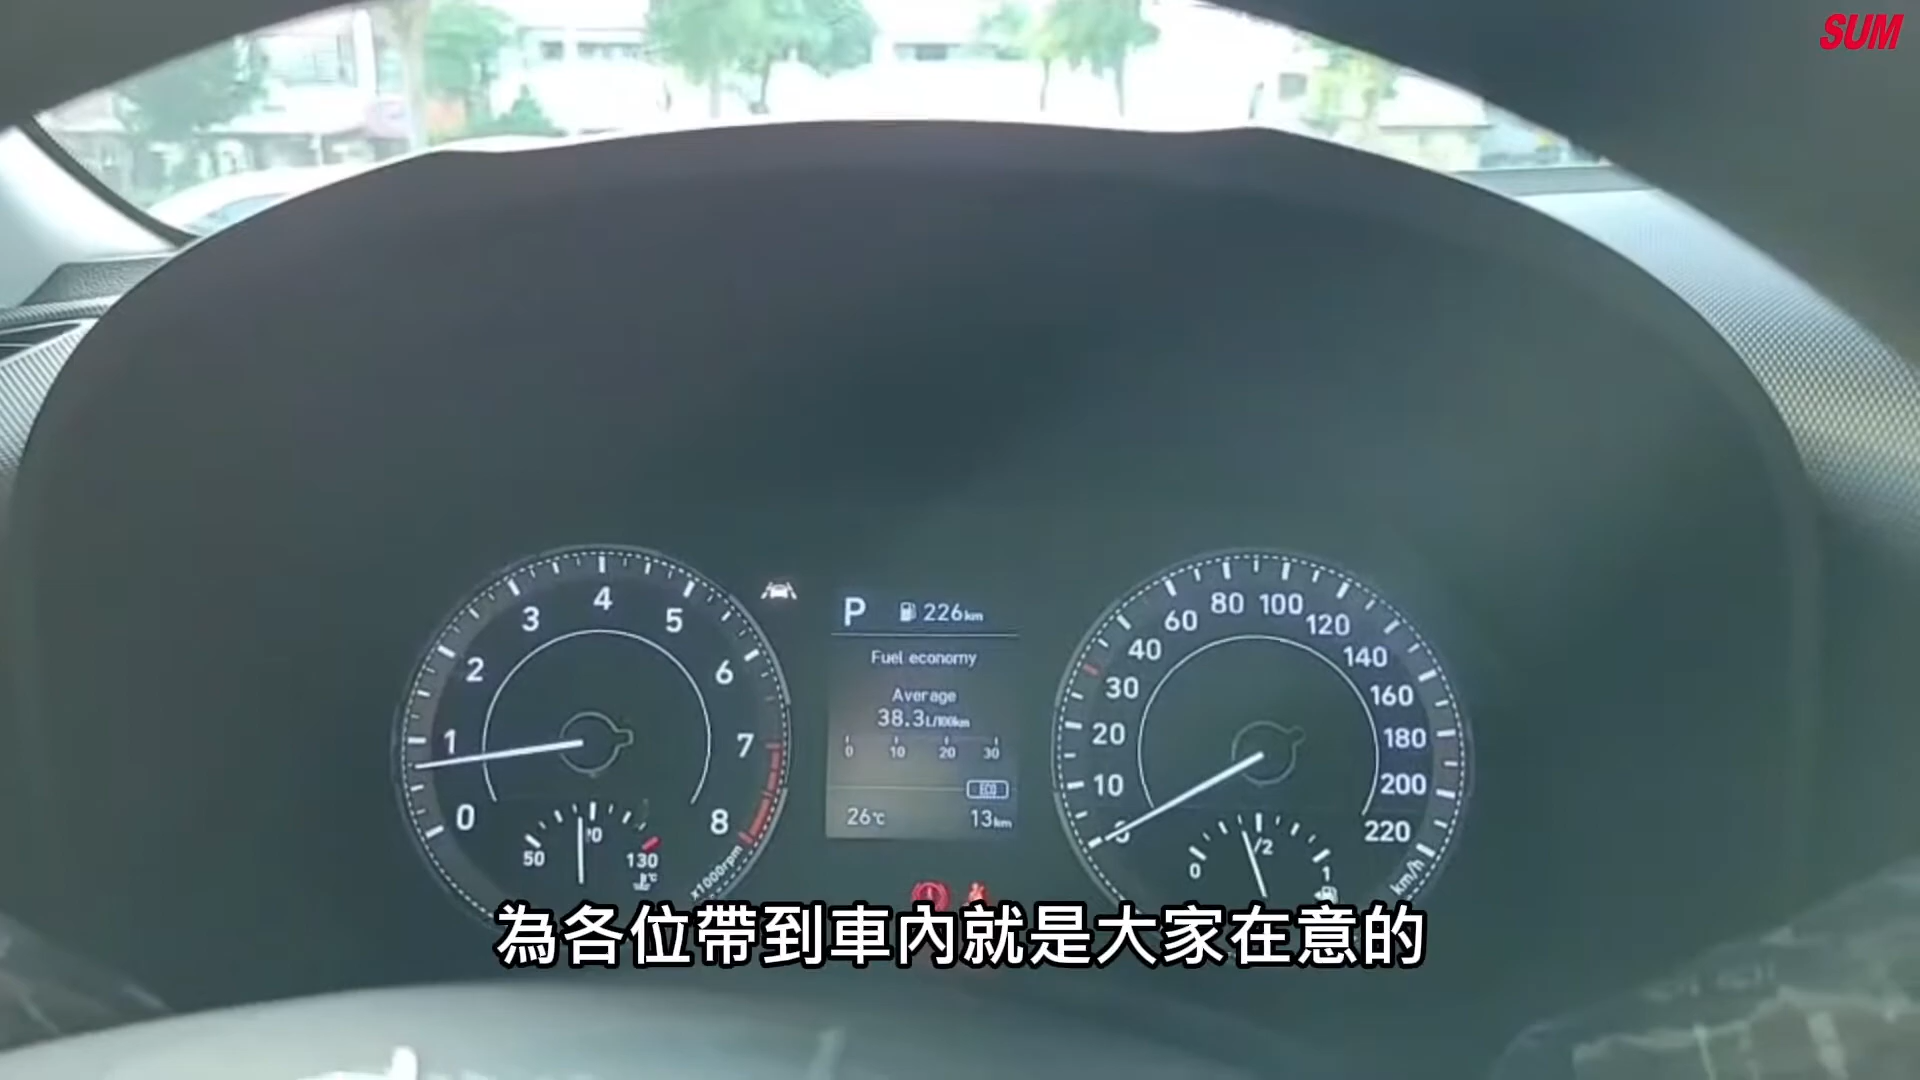 SUM
P 226km
Fuel economy
Average
38.3L/100km
0 10 20 30
ECO
26℃ 13km
0 1 2 3 4 5 6 7 8
x1000rpm
50 130
℃
0 10 20 30 40 60 80 100 120 140 160 180 200 220
km/h
0 /2 1
為各位帶到車內就是大家在意的